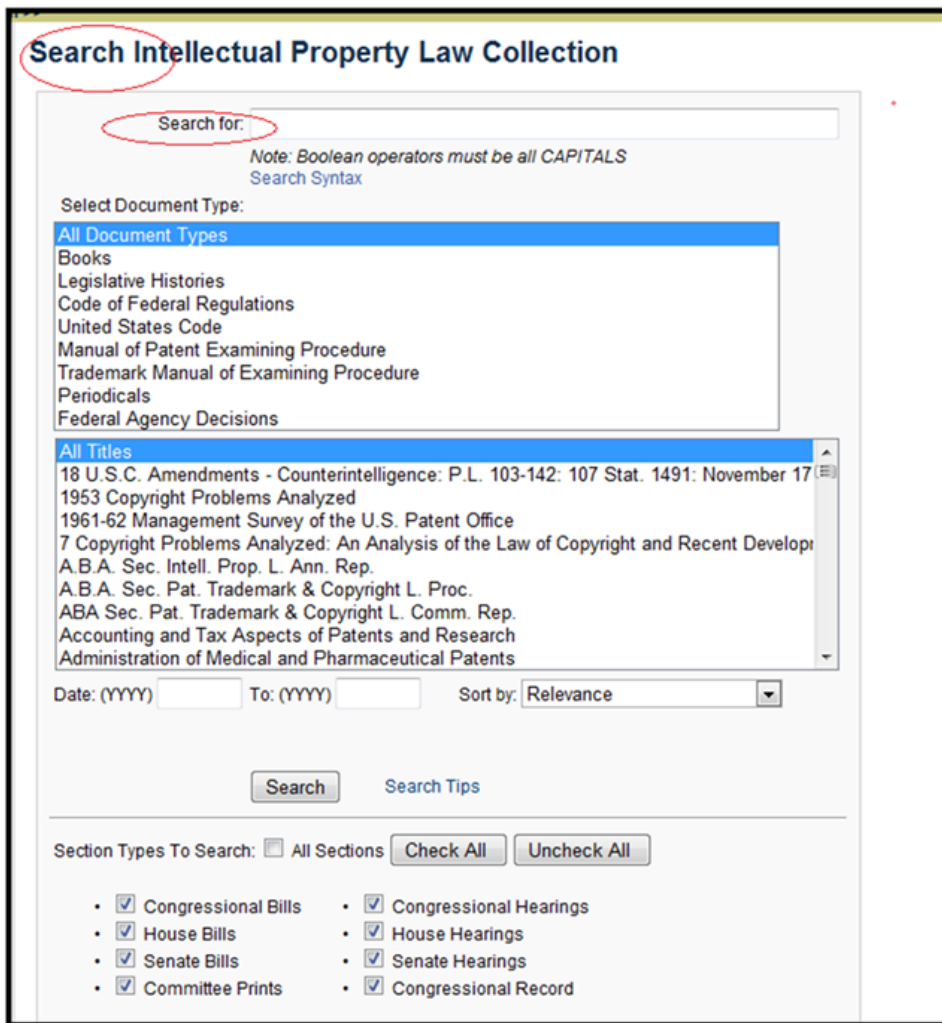 Search Intellectual Property Law Collection
Search for:
Note: Boolean operators must be all CAPITALS
Search Syntax
Select Document Type:
All Document Types
Books
Legislative Histories
Code of Federal Regulations
United States Code
Manual of Patent Examining Procedure
Trademark Manual of Examining Procedure
Periodicals
Federal Agency Decisions
All Titles
18 U.S.C. Amendments - Counterintelligence: P.L. 103-142: 107 Stat. 1491: November 17
1953 Copyright Problems Analyzed
1961-62 Management Survey of the U.S. Patent Office
7 Copyright Problems Analyzed: An Analysis of the Law of Copyright and Recent Developr
A.B.A. Sec. Intell. Prop. L. Ann. Rep.
A.B.A. Sec. Pat. Trademark & Copyright L. Proc.
ABA Sec. Pat. Trademark & Copyright L. Comm. Rep.
Accounting and Tax Aspects of Patents and Research
Administration of Medical and Pharmaceutical Patents
Date: (YYYY) To: (YYYY) Sort by: Relevance
Search Search Tips
Section Types To Search: All Sections Check All Uncheck All
• Congressional Bills • Congressional Hearings
• House Bills • House Hearings
• Senate Bills • Senate Hearings
• Committee Prints • Congressional Record